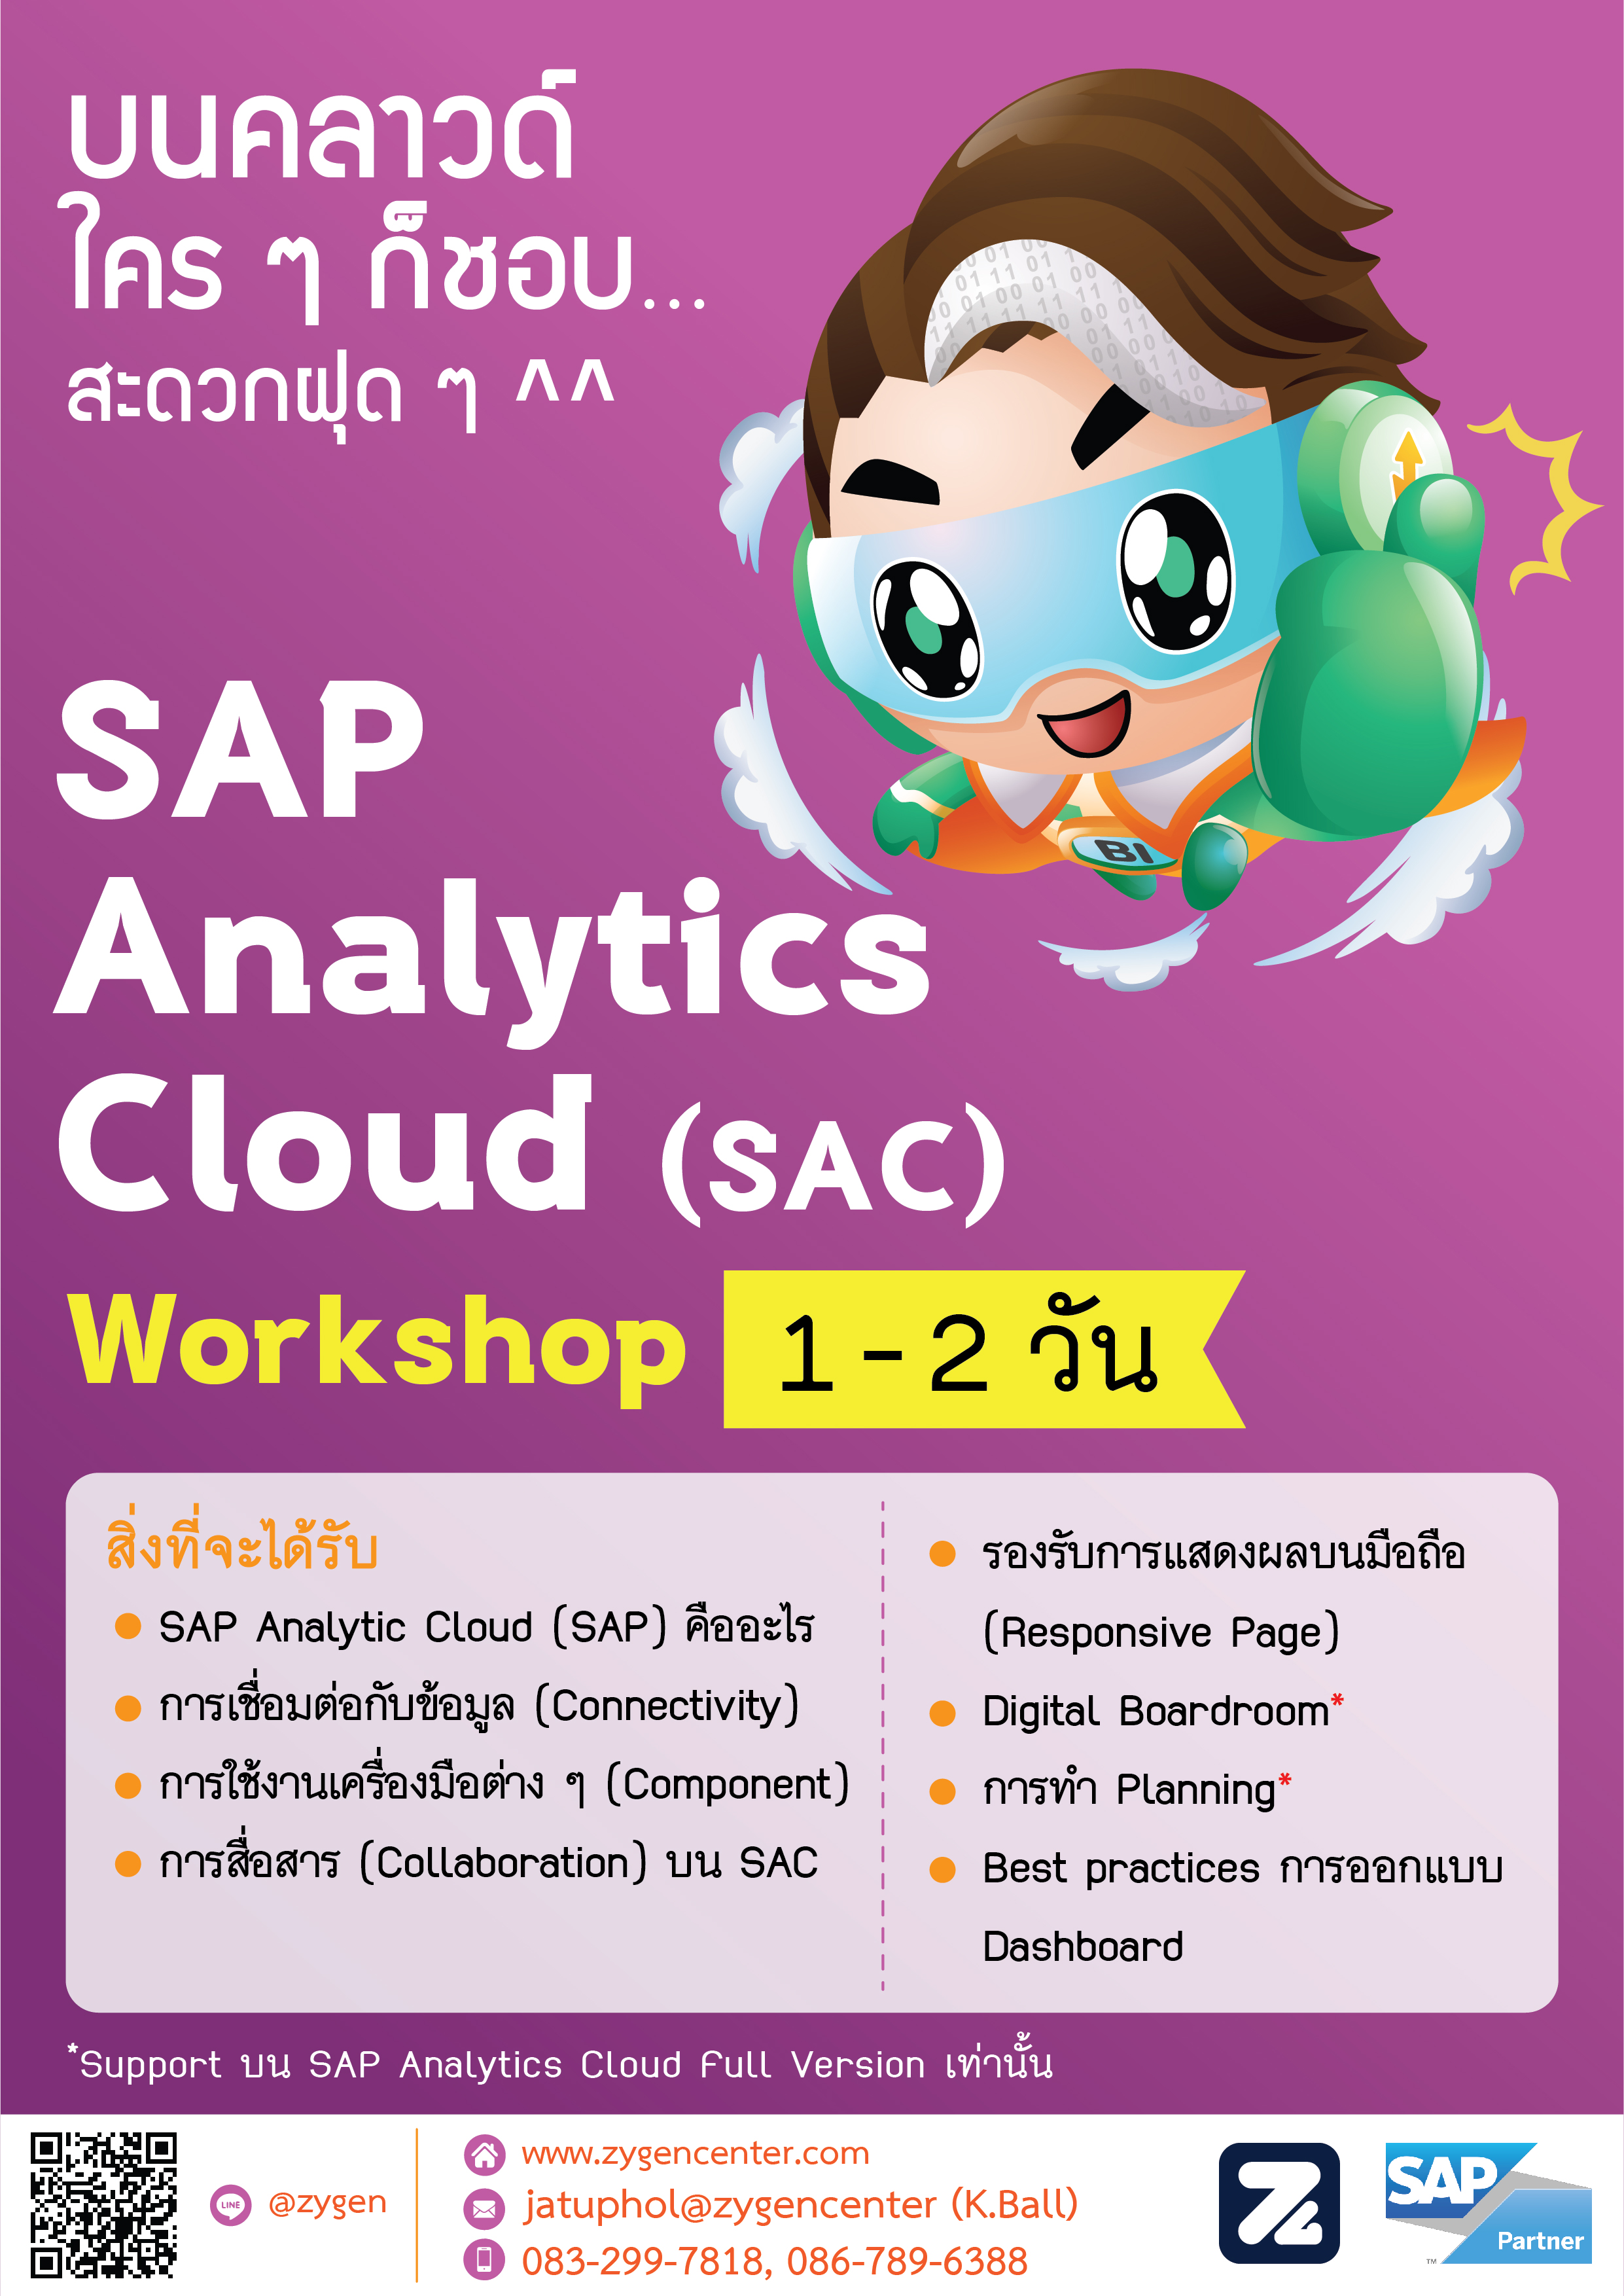 บนคลาวด์
ใคร ๆ ก็ชอบ...
สะดวกฝุด ๆ ^^
SAP
Analytics
Cloud (SAC)
Workshop 1 - 2 วัน
BI
สิ่งที่จะได้รับ
SAP Analytic Cloud (SAP) คืออะไร
การเชื่อมต่อกับข้อมูล (Connectivity)
การใช้งานเครื่องมือต่าง ๆ (Component)
การสื่อสาร (Collaboration) บน SAC
รองรับการแสดงผลบนมือถือ
(Responsive Page)
Digital Boardroom*
การทำ Planning*
Best practices การออกแบบ
Dashboard
*Support บน SAP Analytics Cloud Full Version เท่านั้น
LINE @zygen
www.zygencenter.com
jatuphol@zygencenter (K.Ball)
083-299-7818, 086-789-6388
Z
SAP
Partner
TM